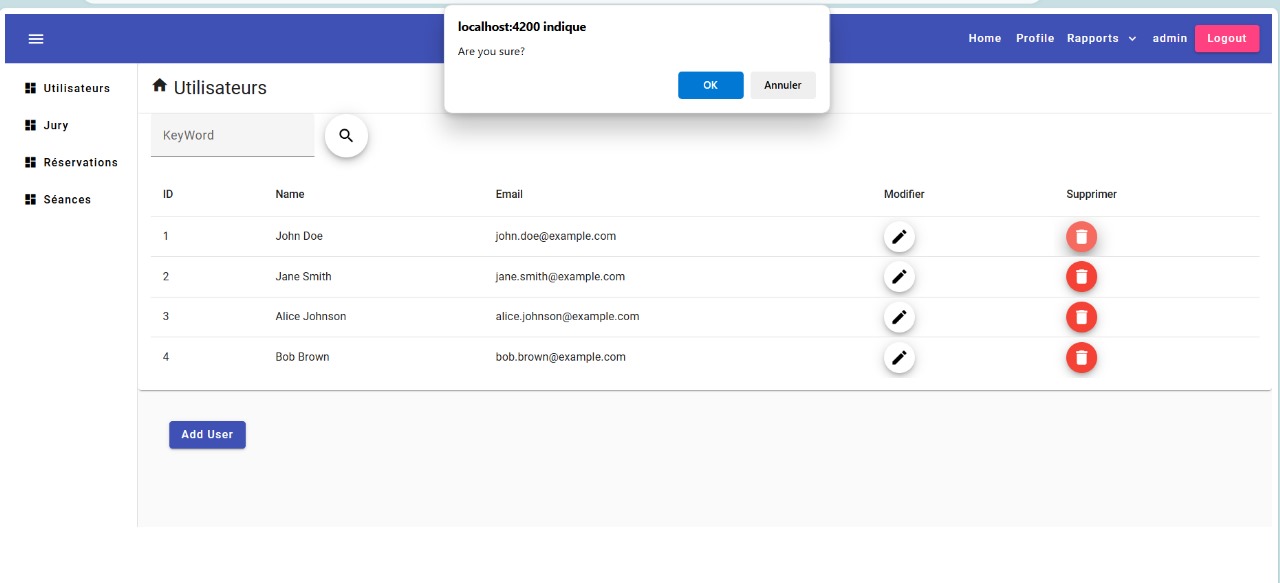 localhost:4200 indique
Are you sure?
OK Annuler
Home Profile Rapports admin Logout
Utilisateurs
Jury
Réservations
Séances
Utilisateurs
KeyWord
ID Name Email Modifier Supprimer
1 John Doe john.doe@example.com
2 Jane Smith jane.smith@example.com
3 Alice Johnson alice.johnson@example.com
4 Bob Brown bob.brown@example.com
Add User